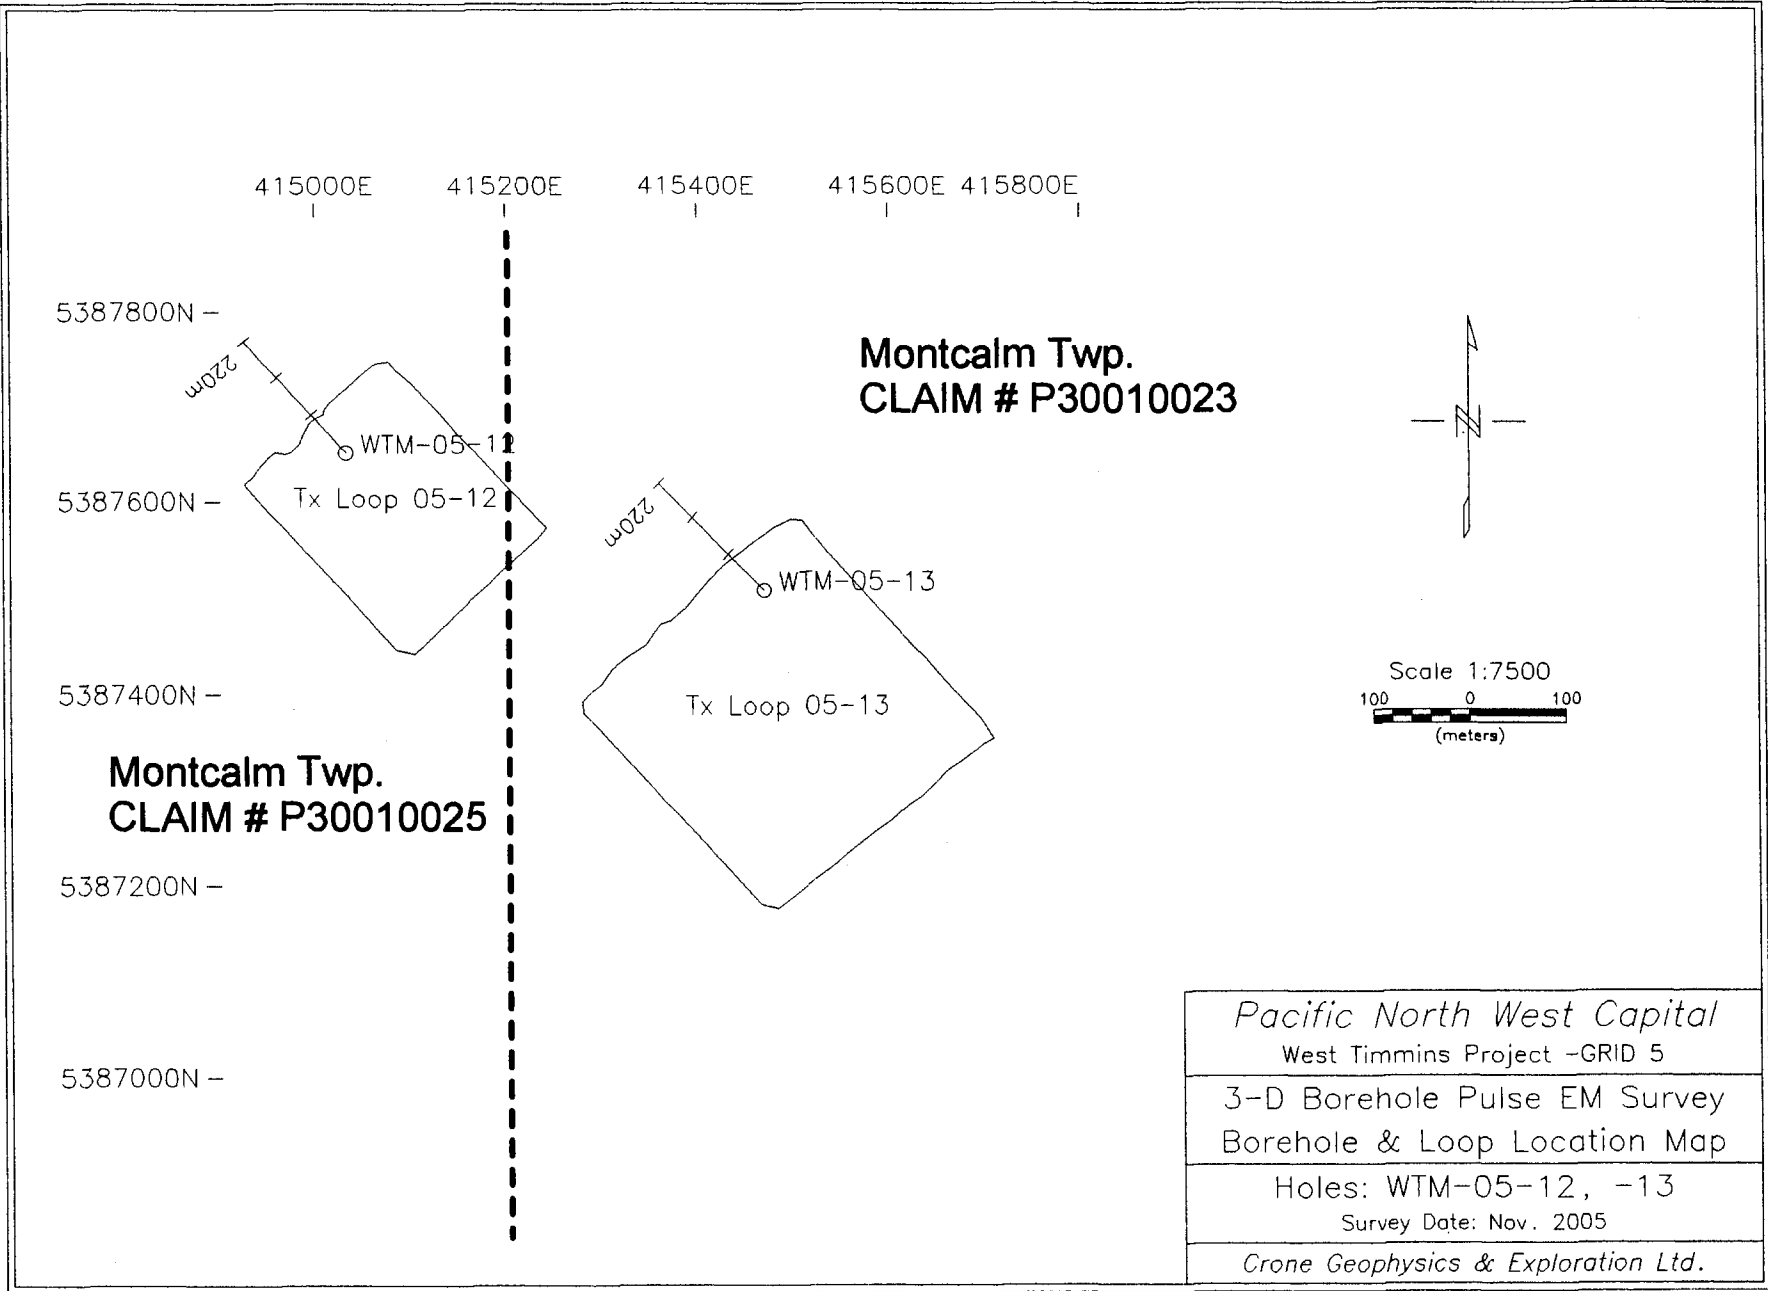 415000E 415200E 415400E 415600E 415800E
5387800N
Montcalm Twp.
CLAIM # P30010023
220m
WTM-05-12
Tx Loop 05-12
5387600N
N
220m
WTM-05-13
Scale 1:7500
100 0 100
(meters)
5387400N
Tx Loop 05-13
Montcalm Twp.
CLAIM # P30010025
5387200N
5387000N
Pacific North West Capital
West Timmins Project -GRID 5
3-D Borehole Pulse EM Survey
Borehole & Loop Location Map
Holes: WTM-05-12, -13
Survey Date: Nov. 2005
Crone Geophysics & Exploration Ltd.